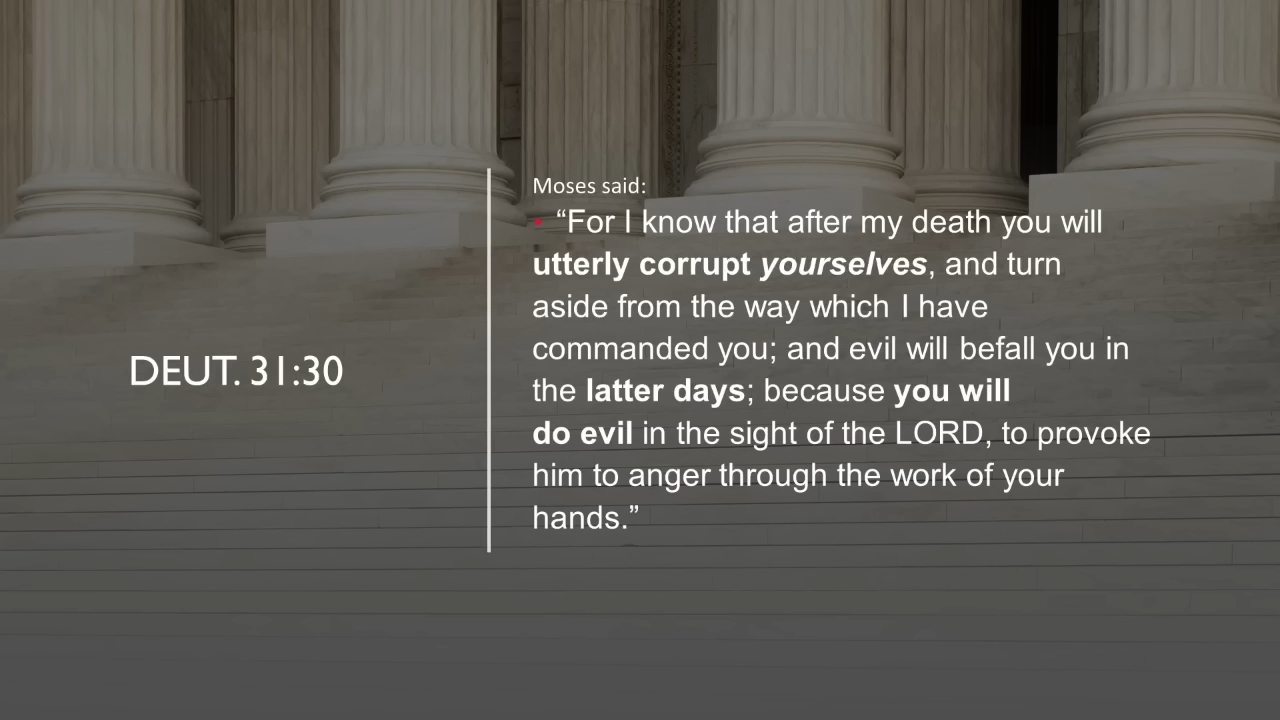 DEUT. 31:30
Moses said:
• “For I know that after my death you will
utterly corrupt yourselves, and turn
aside from the way which I have
commanded you; and evil will befall you in
the latter days; because you will
do evil in the sight of the LORD, to provoke
him to anger through the work of your
hands.”